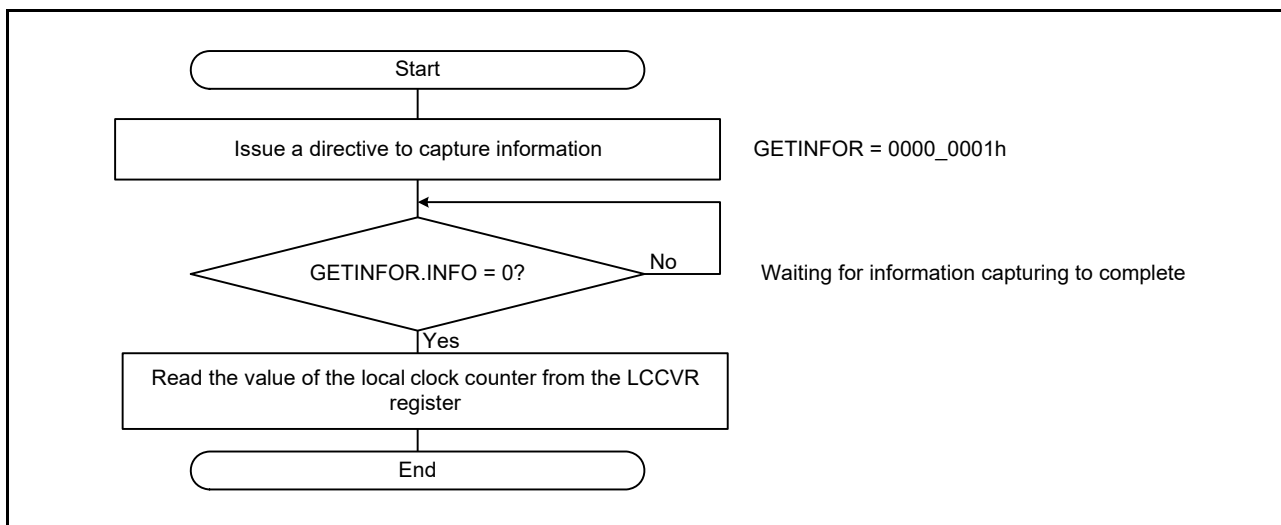 Start
Issue a directive to capture information
GETINFOR = 0000_0001h
GETINFOR.INFO = 0?
No
Waiting for information capturing to complete
Yes
Read the value of the local clock counter from the LCCVR
register
End